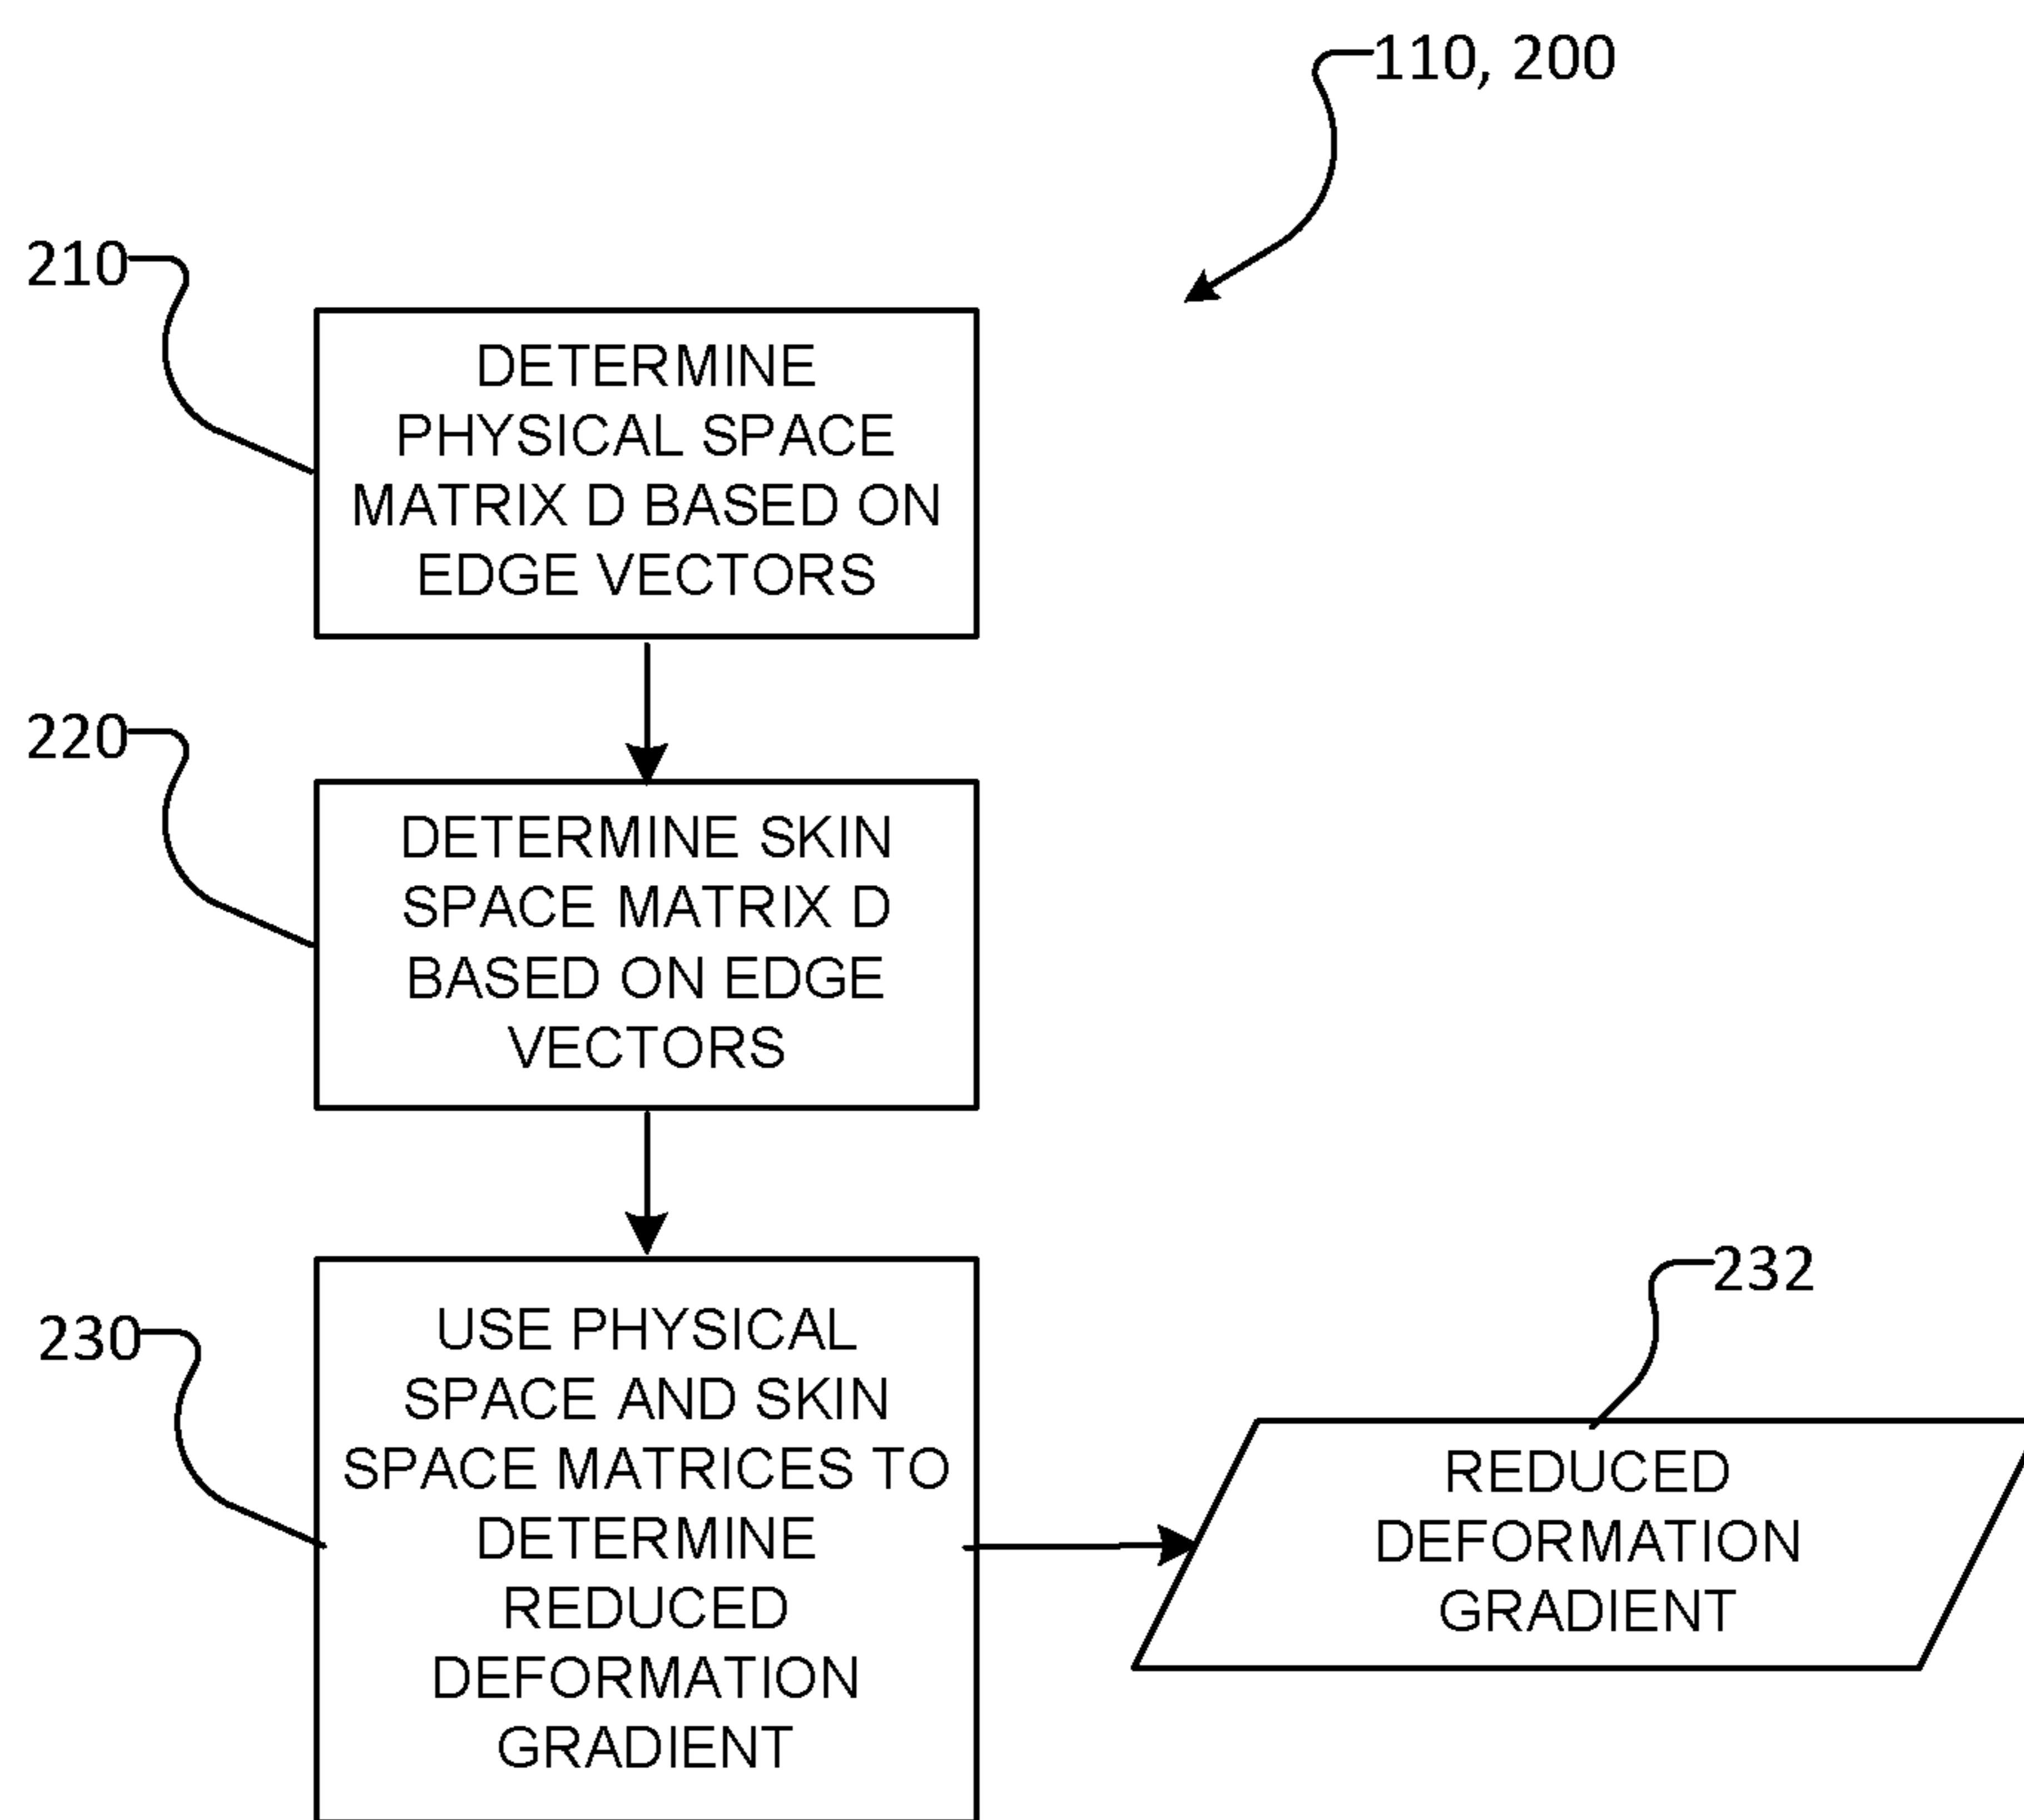 110, 200
210
DETERMINE
PHYSICAL SPACE
MATRIX D BASED ON
EDGE VECTORS
220
DETERMINE SKIN
SPACE MATRIX D
BASED ON EDGE
VECTORS
230
USE PHYSICAL
SPACE AND SKIN
SPACE MATRICES TO
DETERMINE
REDUCED
DEFORMATION
GRADIENT
232
REDUCED
DEFORMATION
GRADIENT